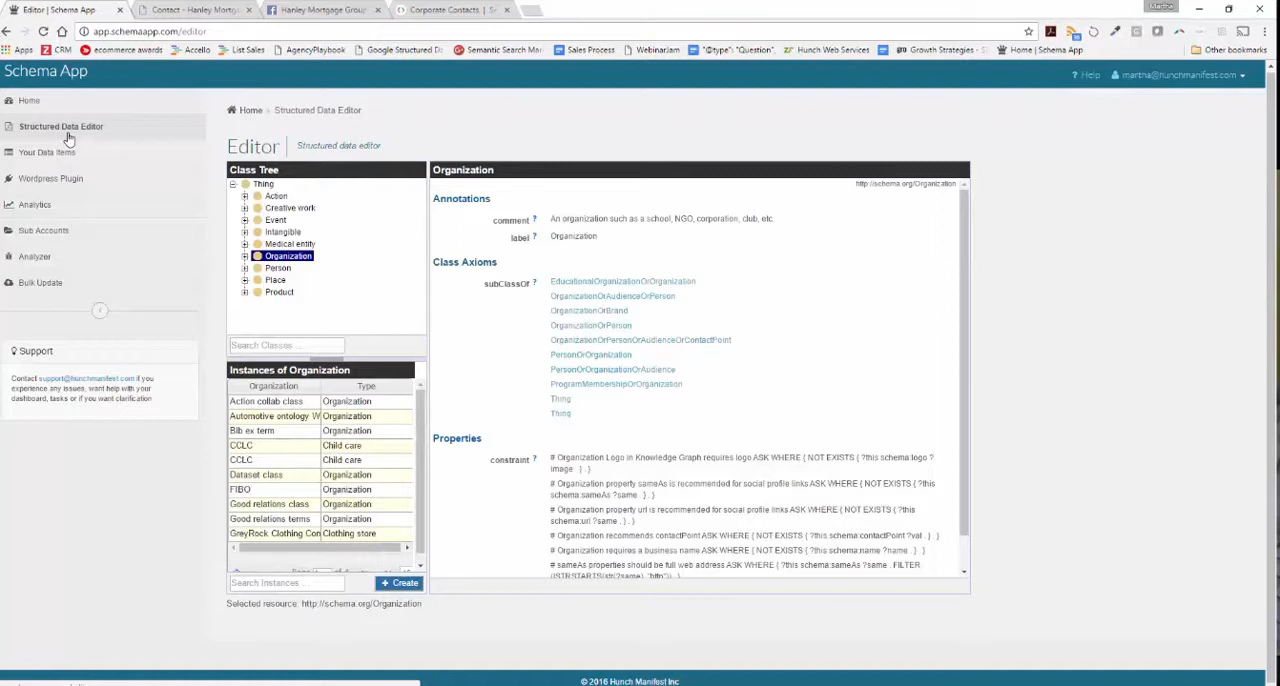 Editor | Schema App
Contact - Hanley Mortga
Hanley Mortgage Group
Corporate Contacts | S
Martha
app.schemaapp.com/editor
Apps
CRM
ecommerce awards
Accello
List Sales
AgencyPlaybook
Google Structured Da
Semantic Search Mar
Sales Process
WebinarJam
"@type": "Question",
Hunch Web Services
Growth Strategies - S
Home | Schema App
Other bookmarks
Schema App
? Help
martha@hunchmanifest.com
Home
Structured Data Editor
Your Data Items
Wordpress Plugin
Analytics
Sub Accounts
Analyzer
Bulk Update
Support
Contact support@hunchmanifest.com if you
experience any issues, want help with your
dashboard, tasks or if you want clarification
Home > Structured Data Editor
Editor | Structured data editor
Class Tree
Thing
Action
Creative work
Event
Intangible
Medical entity
Organization
Person
Place
Product
Search Classes ...
Instances of Organization
Organization Type
Action collab class Organization
Automotive ontology W Organization
Bib ex term Organization
CCLC Child care
CCLC Child care
Dataset class Organization
FIBO Organization
Good relations class Organization
Good relations terms Organization
GreyRock Clothing Con Clothing store
Search Instances ...
+ Create
Selected resource: http://schema.org/Organization
Organization
http://schema.org/Organization
Annotations
comment ? An organization such as a school, NGO, corporation, club, etc.
label ? Organization
Class Axioms
subClassOf ? EducationalOrganizationOrOrganization
OrganizationOrAudienceOrPerson
OrganizationOrBrand
OrganizationOrPerson
OrganizationOrPersonOrAudienceOrContactPoint
PersonOrOrganization
PersonOrOrganizationOrAudience
ProgramMembershipOrOrganization
Thing
Thing
Properties
constraint ? # Organization Logo in Knowledge Graph requires logo ASK WHERE { NOT EXISTS { ?this schema:logo ?
image . } . }
# Organization property sameAs is recommended for social profile links ASK WHERE { NOT EXISTS { ?this
schema:sameAs ?same . } . }
# Organization property url is recommended for social profile links ASK WHERE { NOT EXISTS { ?this
schema:url ?same . } . }
# Organization recommends contactPoint ASK WHERE { NOT EXISTS { ?this schema:contactPoint ?val . } . }
# Organization requires a business name ASK WHERE { NOT EXISTS { ?this schema:name ?name . } . }
# sameAs properties should be full web address ASK WHERE { ?this schema:sameAs ?same . FILTER
© 2016 Hunch Manifest Inc